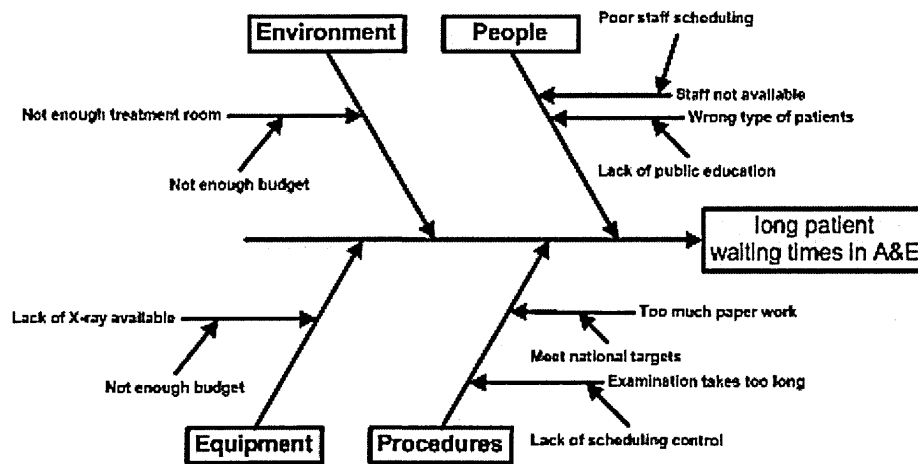 Environment
People
Poor staff scheduling
Not enough treatment room
Staff not available
Wrong type of patients
Not enough budget
Lack of public education
long patient
waiting times in A&E
Lack of X-ray available
Too much paper work
Not enough budget
Meet national targets
Examination takes too long
Equipment
Procedures
Lack of scheduling control